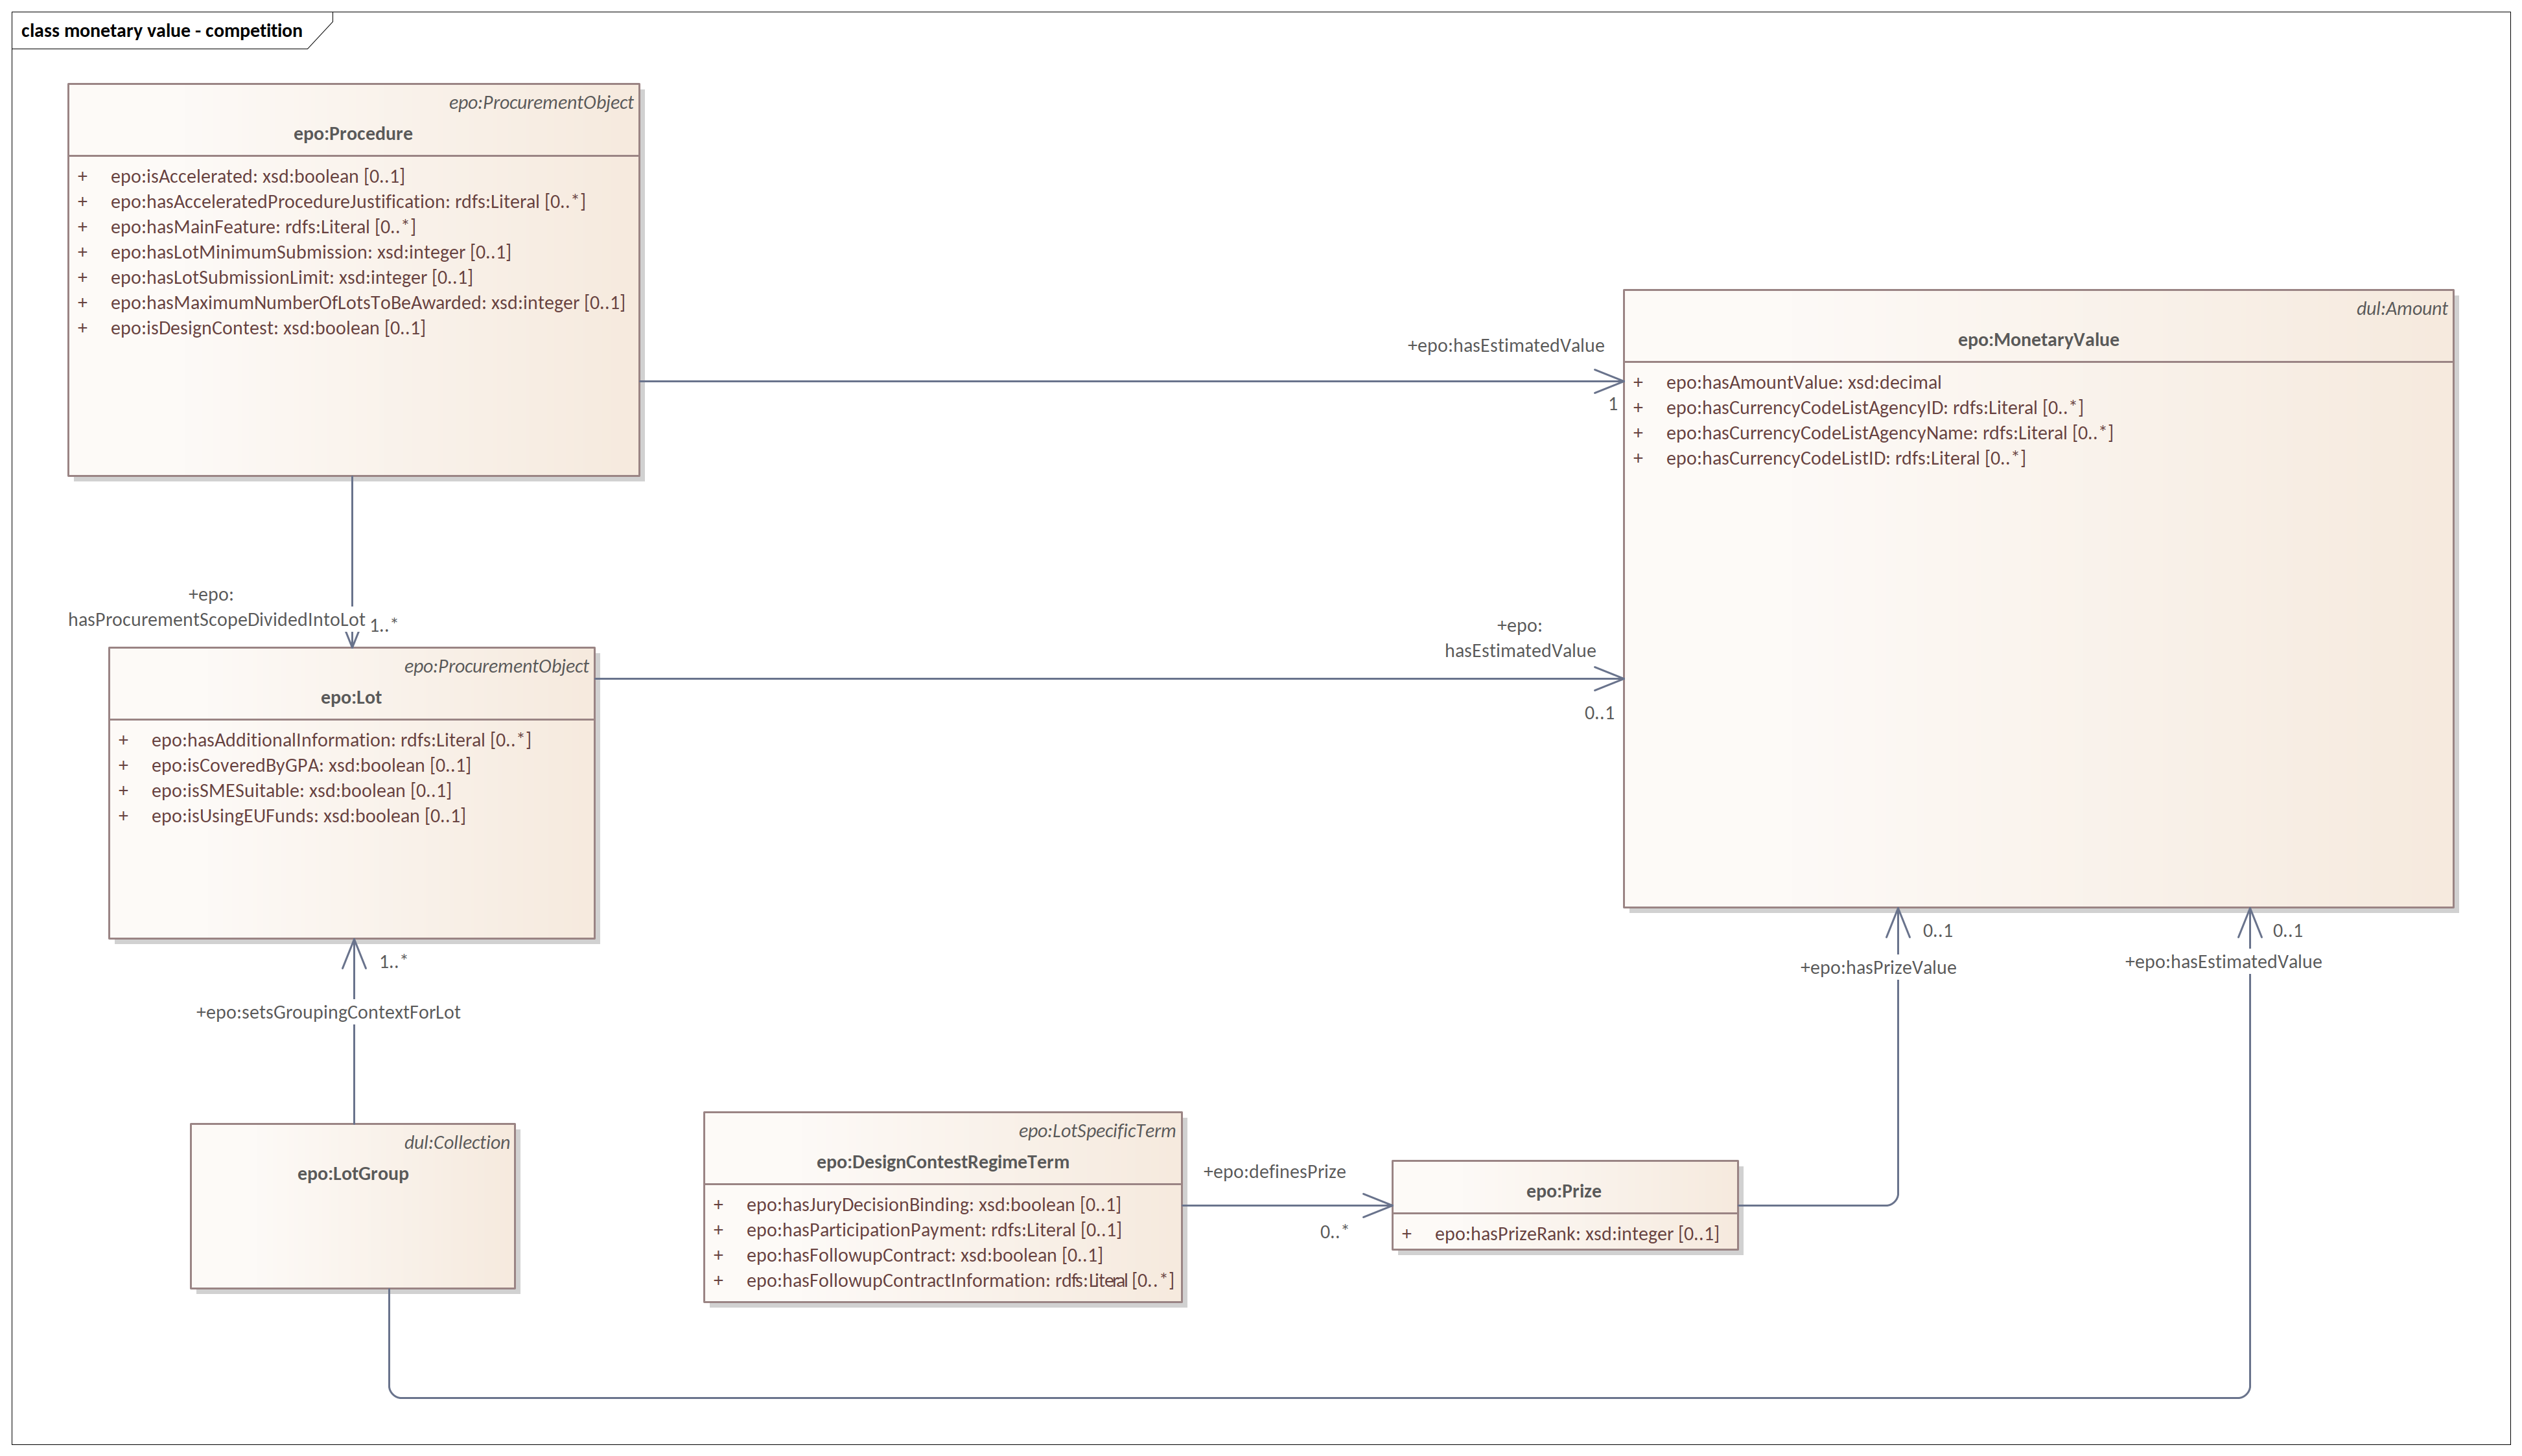 class monetary value - competition
epo:ProcurementObject
epo:Procedure
+ epo:isAccelerated: xsd:boolean [0..1]
+ epo:hasAcceleratedProcedureJustification: rdfs:Literal [0..*]
+ epo:hasMainFeature: rdfs:Literal [0..*]
+ epo:hasLotMinimumSubmission: xsd:integer [0..1]
+ epo:hasLotSubmissionLimit: xsd:integer [0..1]
+ epo:hasMaximumNumberOfLotsToBeAwarded: xsd:integer [0..1]
+ epo:isDesignContest: xsd:boolean [0..1]
+epo:hasEstimatedValue
1
dul:Amount
epo:MonetaryValue
+ epo:hasAmountValue: xsd:decimal
+ epo:hasCurrencyCodeListAgencyID: rdfs:Literal [0..*]
+ epo:hasCurrencyCodeListAgencyName: rdfs:Literal [0..*]
+ epo:hasCurrencyCodeListID: rdfs:Literal [0..*]
+epo:
hasProcurementScopeDividedIntoLot
1..*
epo:ProcurementObject
epo:Lot
+ epo:hasAdditionalInformation: rdfs:Literal [0..*]
+ epo:isCoveredByGPA: xsd:boolean [0..1]
+ epo:isSMESuitable: xsd:boolean [0..1]
+ epo:isUsingEUFunds: xsd:boolean [0..1]
+epo:
hasEstimatedValue
0..1
1..*
+epo:setsGroupingContextForLot
0..1
+epo:hasPrizeValue
0..1
+epo:hasEstimatedValue
dul:Collection
epo:LotGroup
epo:LotSpecificTerm
epo:DesignContestRegimeTerm
+ epo:hasJuryDecisionBinding: xsd:boolean [0..1]
+ epo:hasParticipationPayment: rdfs:Literal [0..1]
+ epo:hasFollowupContract: xsd:boolean [0..1]
+ epo:hasFollowupContractInformation: rdfs:Literal [0..*]
+epo:definesPrize
0..*
epo:Prize
+ epo:hasPrizeRank: xsd:integer [0..1]